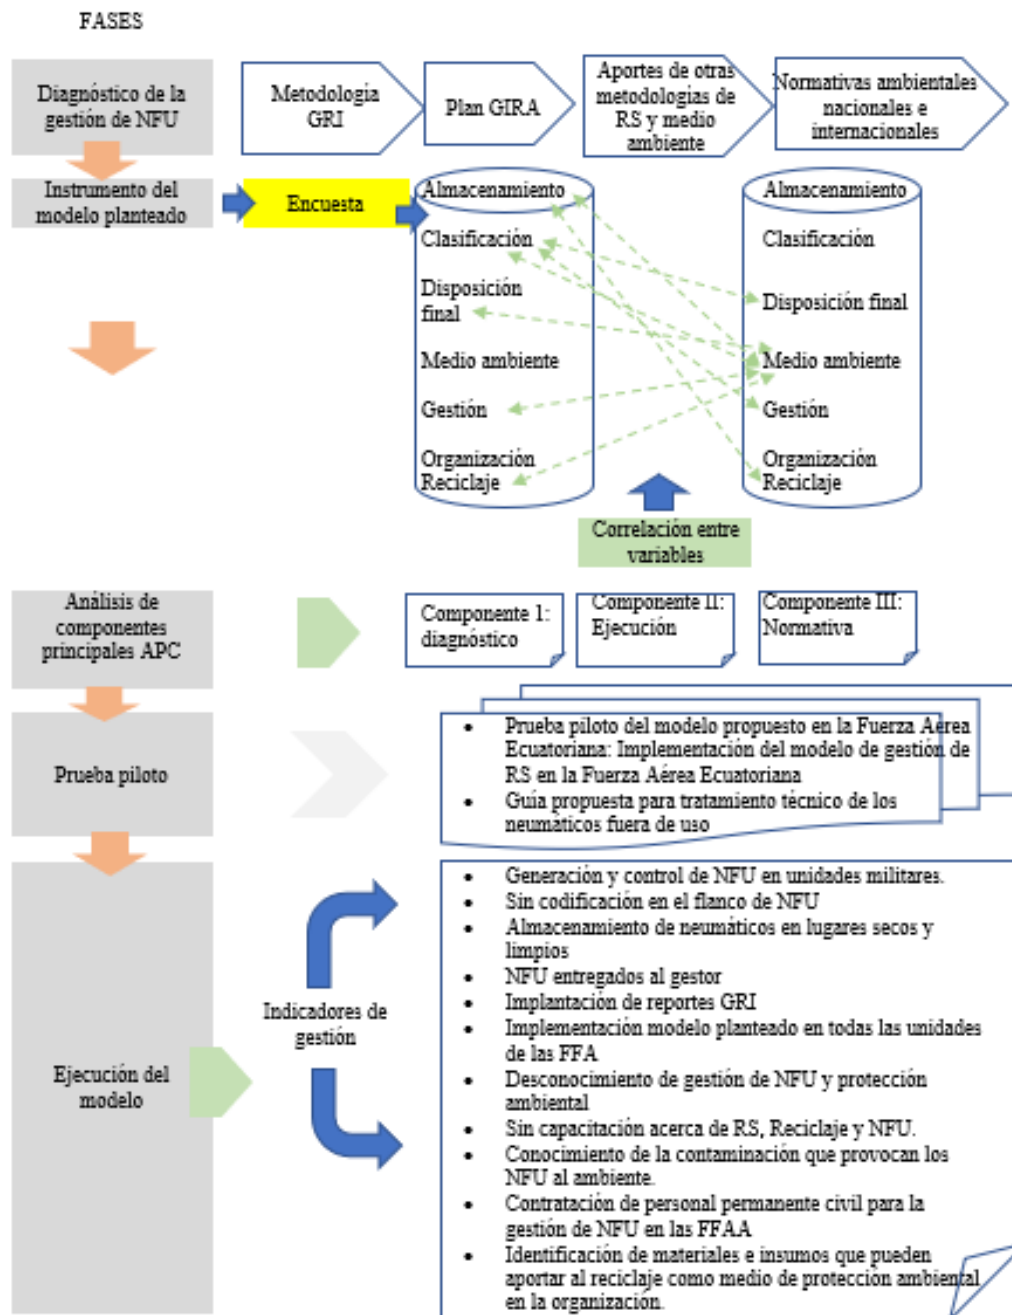 FASES
Diagnóstico de la
gestión de NFU
Metodología
GRI
Plan GIRA
Aportes de otras
metodologías de
RS y medio
ambiente
Normativas ambientales
nacionales e
internacionales
Instrumento del
modelo planteado
Encuesta
Almacenamiento
Clasificación
Disposición
final
Medio ambiente
Gestión
Organización
Reciclaje
Almacenamiento
Clasificación
Disposición final
Medio ambiente
Gestión
Organización
Reciclaje
Correlación entre
variables
Análisis de
componentes
principales APC
Componente 1:
diagnóstico
Componente II:
Ejecución
Componente III:
Normativa
Prueba piloto
• Prueba piloto del modelo propuesto en la Fuerza Aérea
Ecuatoriana: Implementación del modelo de gestión de
RS en la Fuerza Aérea Ecuatoriana
• Guía propuesta para tratamiento técnico de los
neumáticos fuera de uso
Ejecución del
modelo
Indicadores de
gestión
• Generación y control de NFU en unidades militares.
• Sin codificación en el flanco de NFU
• Almacenamiento de neumáticos en lugares secos y
limpios
• NFU entregados al gestor
• Implantación de reportes GRI
• Implementación modelo planteado en todas las unidades
de las FFA
• Desconocimiento de gestión de NFU y protección
ambiental
• Sin capacitación acerca de RS, Reciclaje y NFU.
• Conocimiento de la contaminación que provocan los
NFU al ambiente.
• Contratación de personal permanente civil para la
gestión de NFU en las FFAA
• Identificación de materiales e insumos que pueden
aportar al reciclaje como medio de protección ambiental
en la organización.